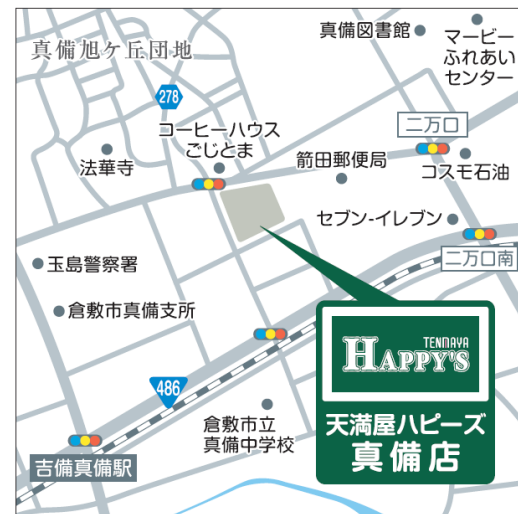 真備図書館
マービー
ふれあい
センター
真備旭ケ丘団地
278
コーヒーハウス
ごじとま
二万口
法華寺
箭田郵便局
コスモ石油
セブン-イレブン
玉島警察署
二万口南
倉敷市真備支所
TENMAYA
HAPPY'S
486
倉敷市立
真備中学校
天満屋ハピーズ
真備店
吉備真備駅